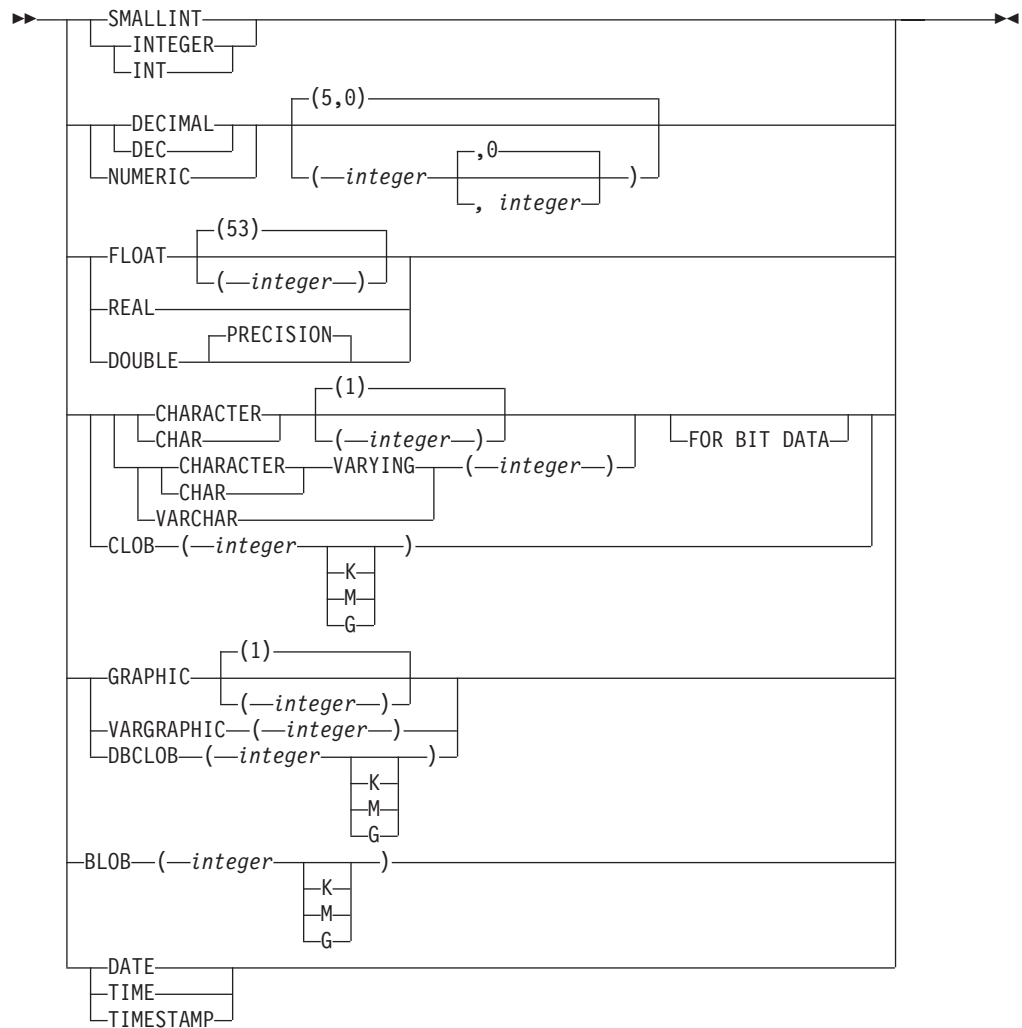 SMALLINT
INTEGER
INT
(5,0)
DECIMAL
DEC
,0
NUMERIC
( integer )
, integer
(53)
FLOAT
( integer )
REAL
PRECISION
DOUBLE
(1)
CHARACTER
CHAR
( integer )
FOR BIT DATA
CHARACTER VARYING ( integer )
CHAR
VARCHAR
CLOB ( integer )
K
M
G
(1)
GRAPHIC
( integer )
VARGRAPHIC ( integer )
DBCLOB ( integer )
K
M
G
BLOB ( integer )
K
M
G
DATE
TIME
TIMESTAMP